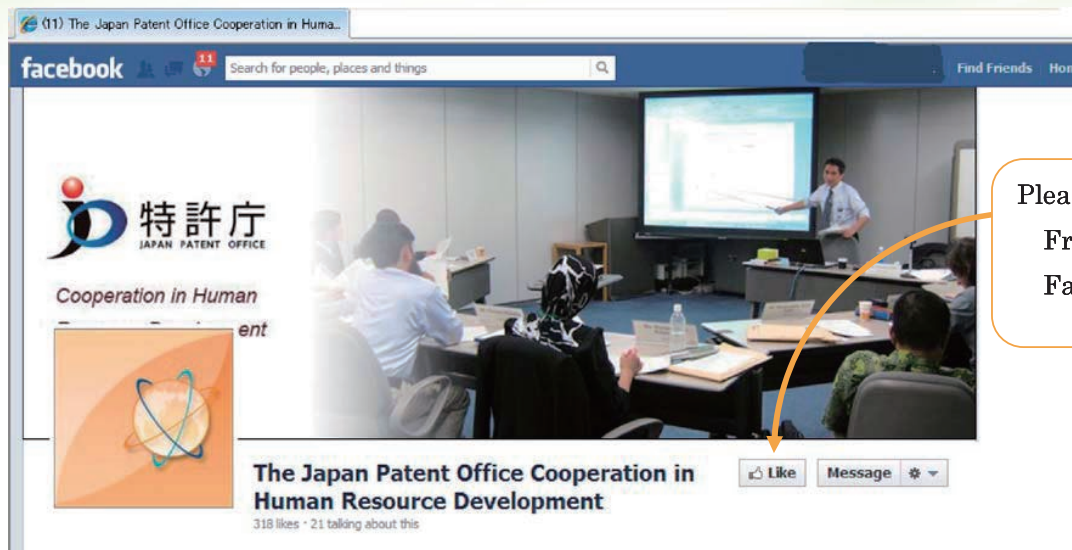 (11) The Japan Patent Office Cooperation in Huma...
facebook
11
Search for people, places and things
Find Friends
Hom
特許庁
JAPAN PATENT OFFICE
Cooperation in Human
ent
Plea
Fr
Fa
The Japan Patent Office Cooperation in
Human Resource Development
318 likes · 21 talking about this
Like
Message